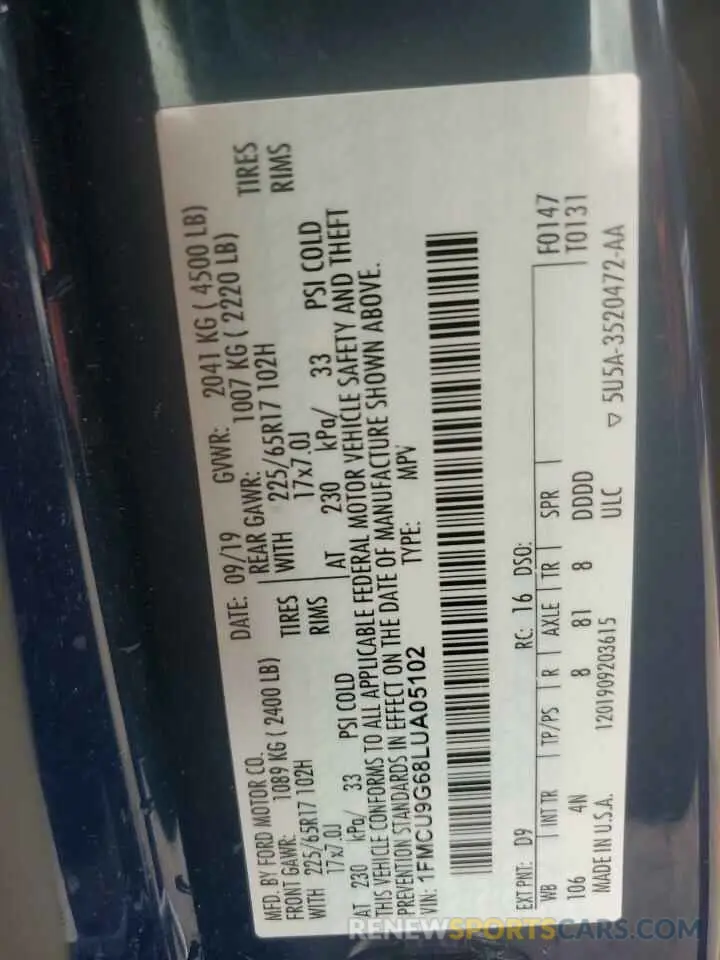 MFD. BY FORD MOTOR CO. DATE: 09/19 GVWR: 2041 KG ( 4500 LB)
FRONT GAWR: 1089 KG ( 2400 LB) REAR GAWR: 1007 KG ( 2220 LB)
WITH 225/65R17 102H TIRES WITH 225/65R17 102H TIRES
17x7.0J RIMS 17x7.0J RIMS
AT 230 kPa/ 33 PSI COLD AT 230 kPa/ 33 PSI COLD
THIS VEHICLE CONFORMS TO ALL APPLICABLE FEDERAL MOTOR VEHICLE SAFETY AND THEFT
PREVENTION STANDARDS IN EFFECT ON THE DATE OF MANUFACTURE SHOWN ABOVE.
VIN: 1FMCU9G68LUA05102 TYPE: MPV
EXT PNT: D9 RC: 16 DSO: F0147
WB INT TR TP/PS R AXLE TR SPR T0131
106 4N 8 81 8 DDDD
MADE IN U.S.A. 1201909203615 ULC ▽ 5U5A-3520472-AA
RENEWSPORTSCARS.COM